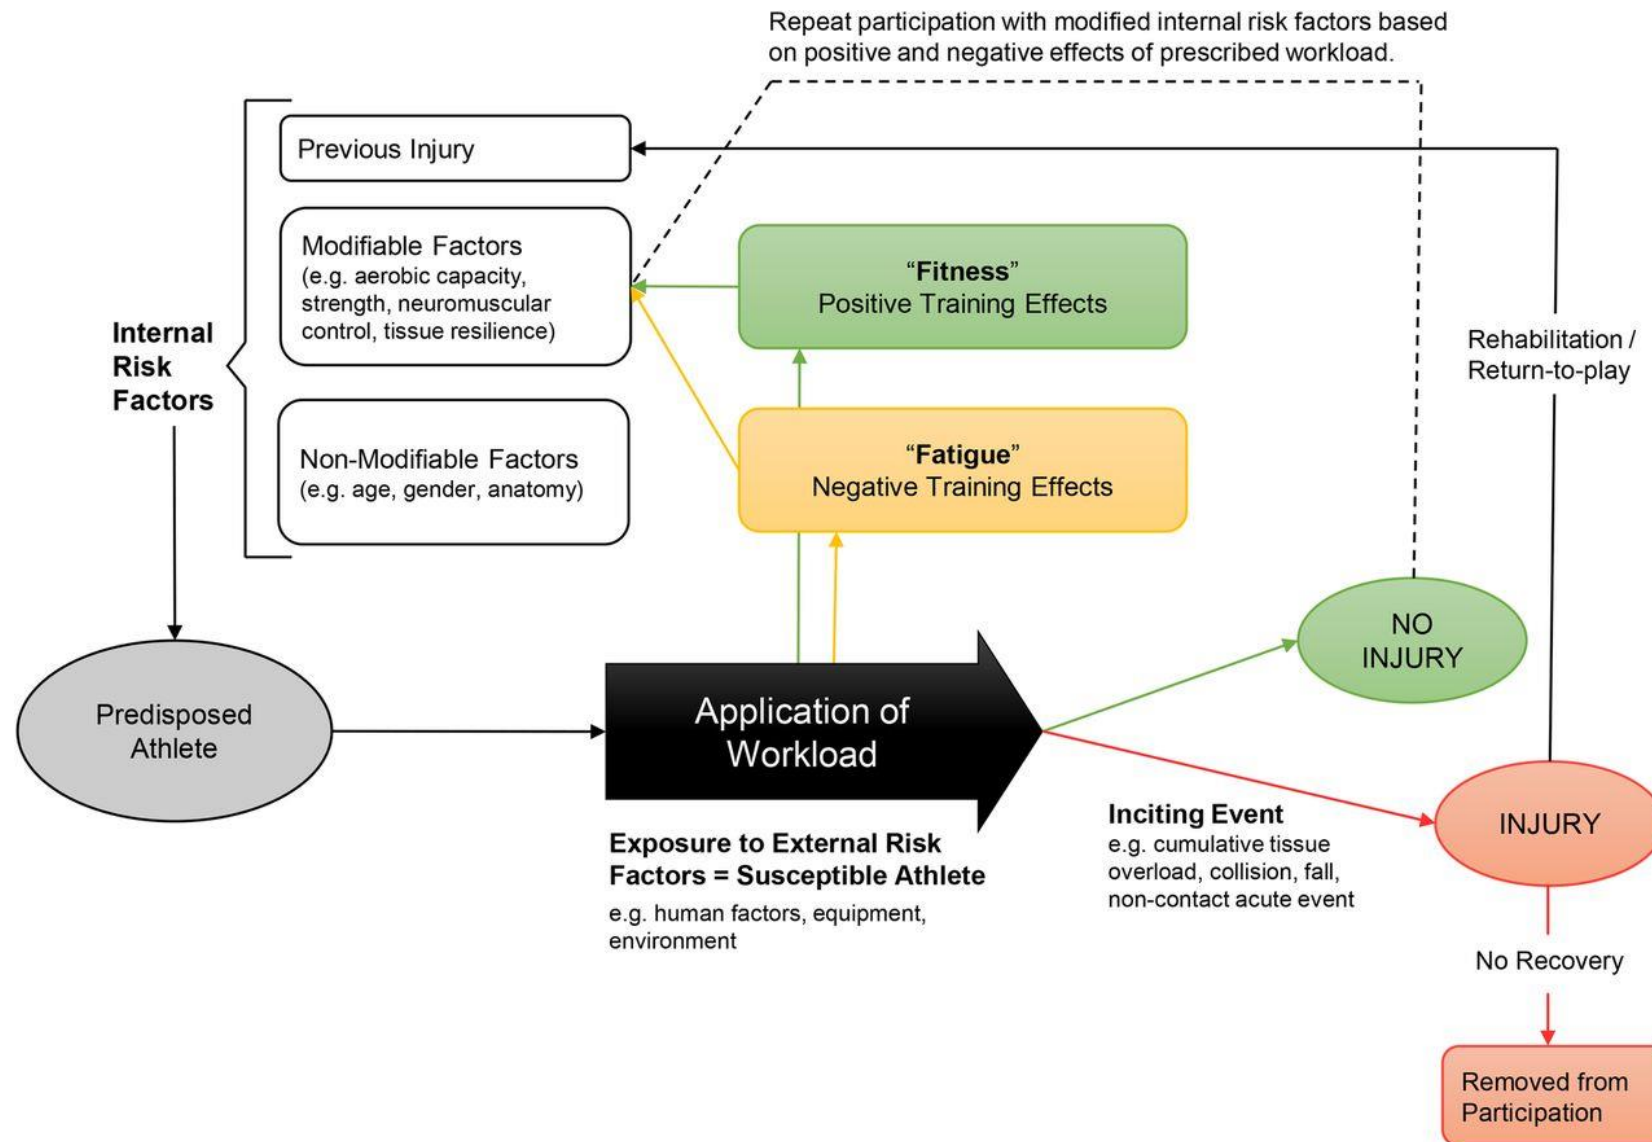 Repeat participation with modified internal risk factors based
on positive and negative effects of prescribed workload.
Previous Injury
Modifiable Factors
(e.g. aerobic capacity,
strength, neuromuscular
control, tissue resilience)
"Fitness"
Positive Training Effects
Internal
Risk
Factors
Rehabilitation /
Return-to-play
Non-Modifiable Factors
(e.g. age, gender, anatomy)
"Fatigue"
Negative Training Effects
NO
INJURY
Predisposed
Athlete
Application of
Workload
Exposure to External Risk
Factors = Susceptible Athlete
e.g. human factors, equipment,
environment
Inciting Event
e.g. cumulative tissue
overload, collision, fall,
non-contact acute event
INJURY
No Recovery
Removed from
Participation